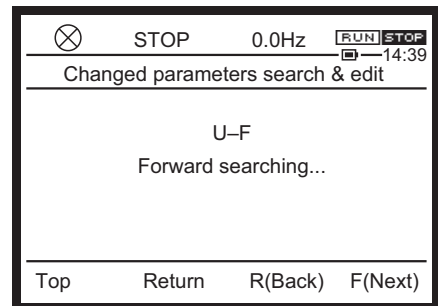 STOP 0.0Hz RUN STOP
14:39
Changed parameters search & edit
U–F
Forward searching...
Top Return R(Back) F(Next)